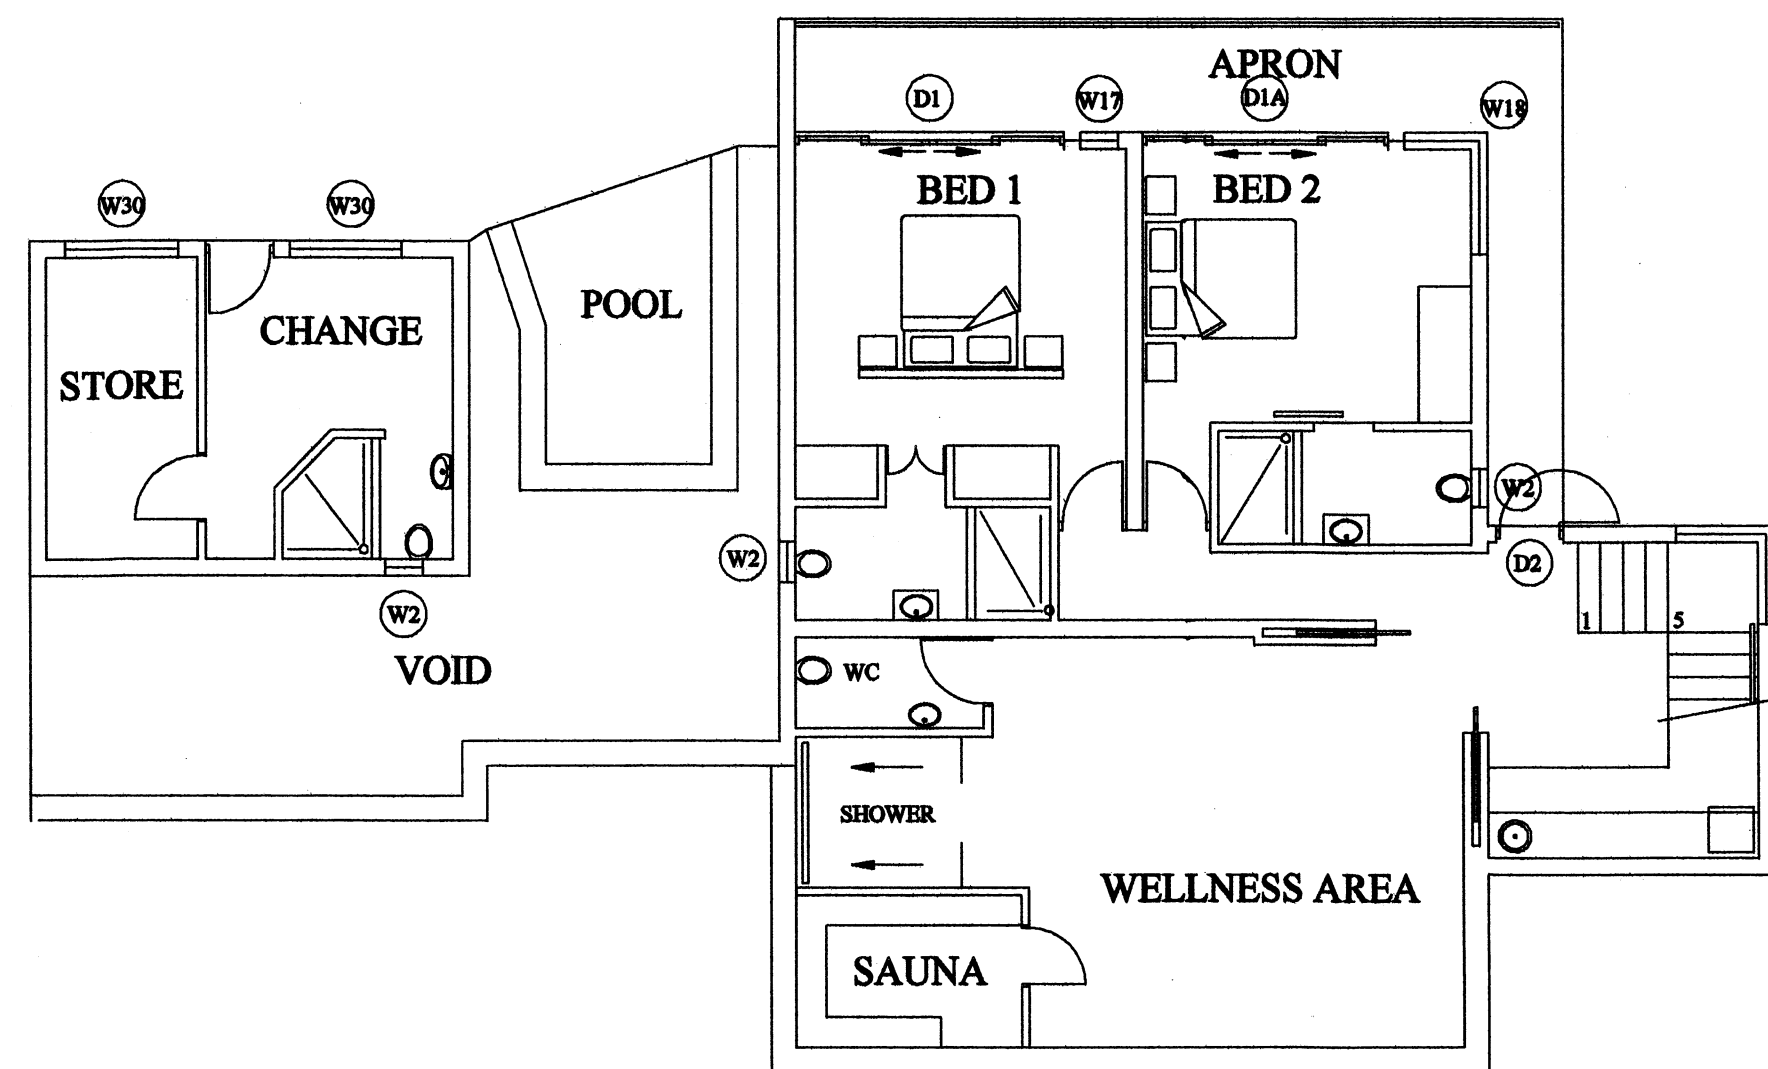 APRON
D1
W17
D1A
W18
BED 1
BED 2
W30
W30
POOL
CHANGE
STORE
W2
W2
D2
W2
1
5
VOID
WC
SHOWER
WELLNESS AREA
SAUNA